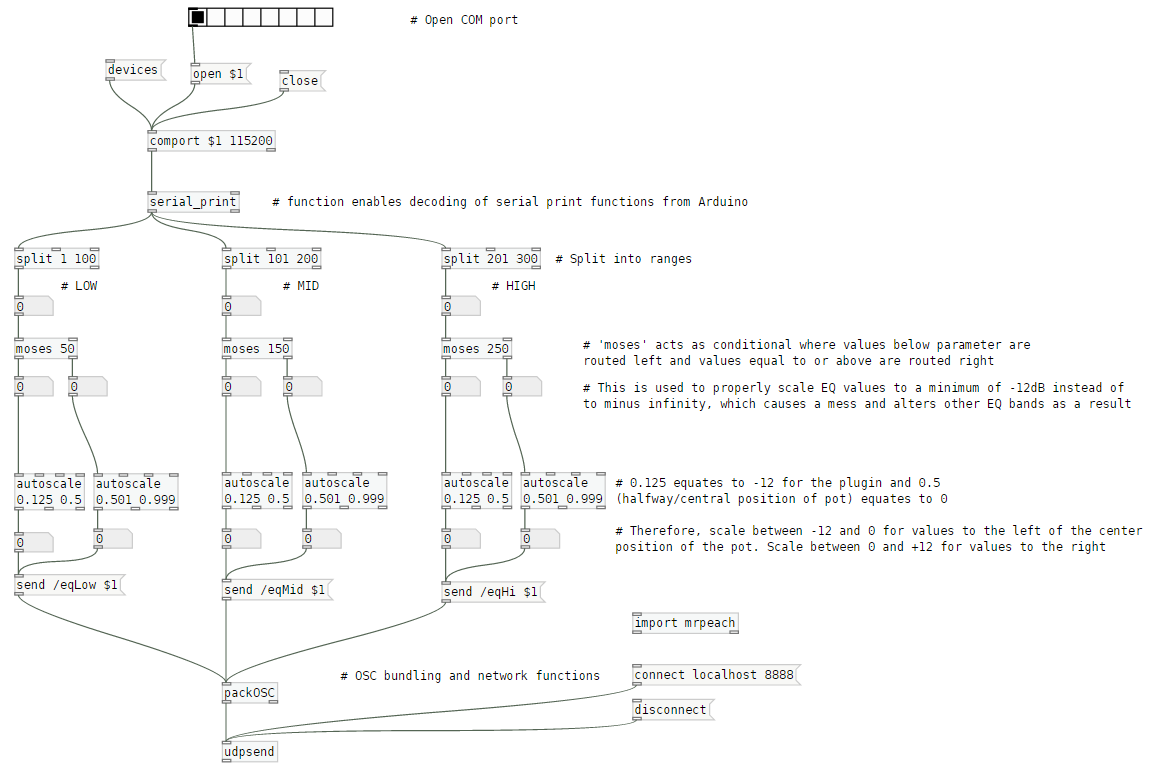 # Open COM port
devices
open $1
close
comport $1 115200
serial_print
# function enables decoding of serial print functions from Arduino
split 1 100
split 101 200
split 201 300
# Split into ranges
# LOW
# MID
# HIGH
0
0
0
moses 50
moses 150
moses 250
# 'moses' acts as conditional where values below parameter are
routed left and values equal to or above are routed right
0
0
0
0
0
0
# This is used to properly scale EQ values to a minimum of -12dB instead of
to minus infinity, which causes a mess and alters other EQ bands as a result
autoscale
0.125 0.5
autoscale
0.501 0.999
autoscale
0.125 0.5
autoscale
0.501 0.999
autoscale
0.125 0.5
autoscale
0.501 0.999
# 0.125 equates to -12 for the plugin and 0.5
(halfway/central position of pot) equates to 0
0
0
0
0
0
0
# Therefore, scale between -12 and 0 for values to the left of the center
position of the pot. Scale between 0 and +12 for values to the right
send /eqLow $1
send /eqMid $1
send /eqHi $1
import mrpeach
# OSC bundling and network functions
connect localhost 8888
packOSC
disconnect
udpsend